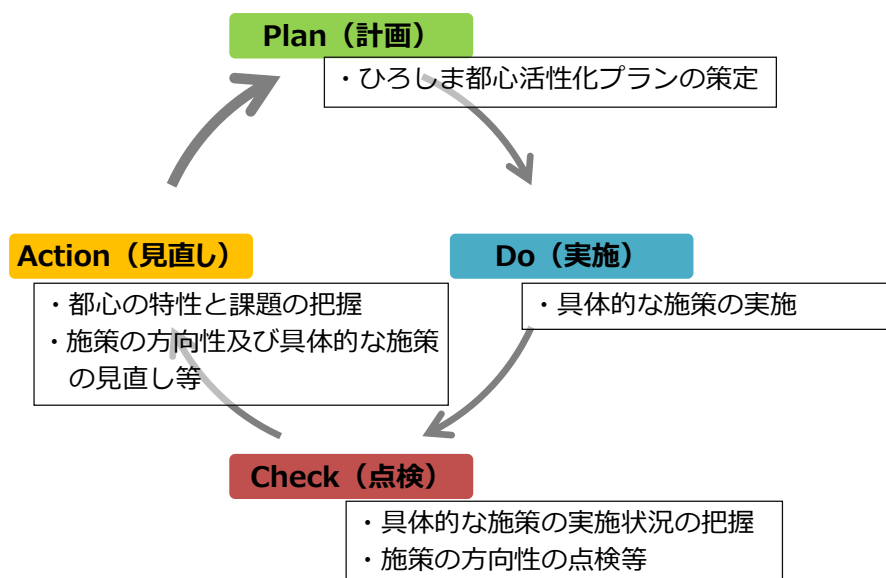 Plan（計画）
・ひろしま都心活性化プランの策定
Action（見直し）
・都心の特性と課題の把握
・施策の方向性及び具体的な施策
の見直し等
Do（実施）
・具体的な施策の実施
Check（点検）
・具体的な施策の実施状況の把握
・施策の方向性の点検等